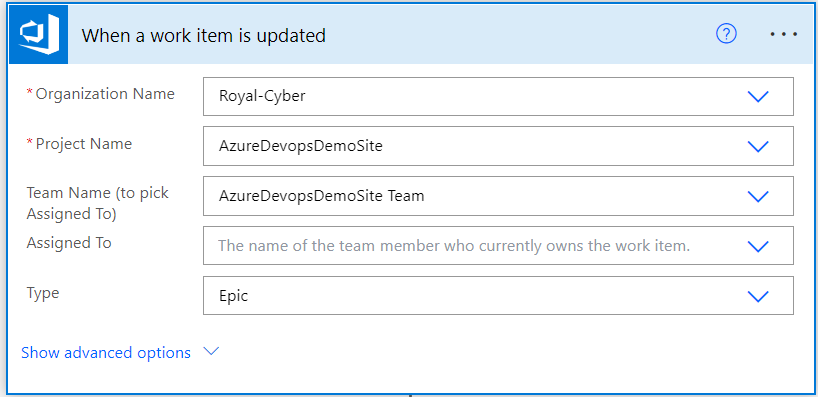 When a work item is updated
?
* Organization Name
Royal-Cyber
* Project Name
AzureDevopsDemoSite
Team Name (to pick
Assigned To)
AzureDevopsDemoSite Team
Assigned To
The name of the team member who currently owns the work item.
Type
Epic
Show advanced options